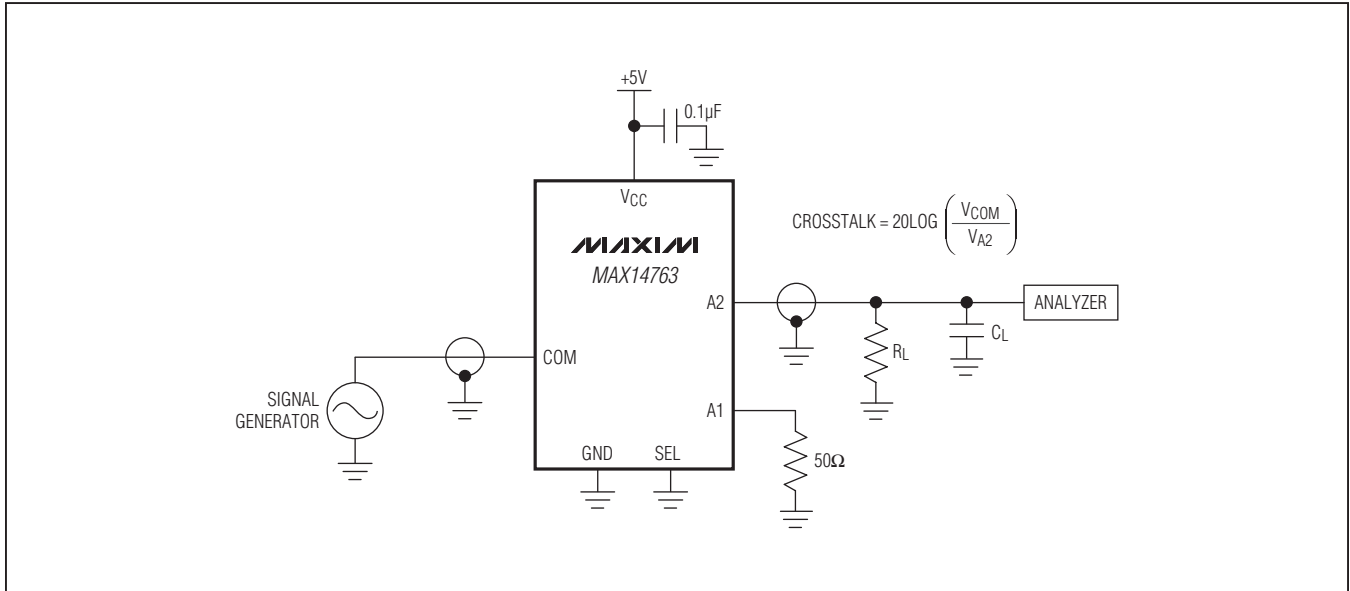 +5V
0.1µF
VCC
MAXIM
MAX14763
CROSSTALK = 20LOG (VCOM / VA2)
A2
ANALYZER
RL
CL
COM
SIGNAL
GENERATOR
A1
50Ω
GND SEL